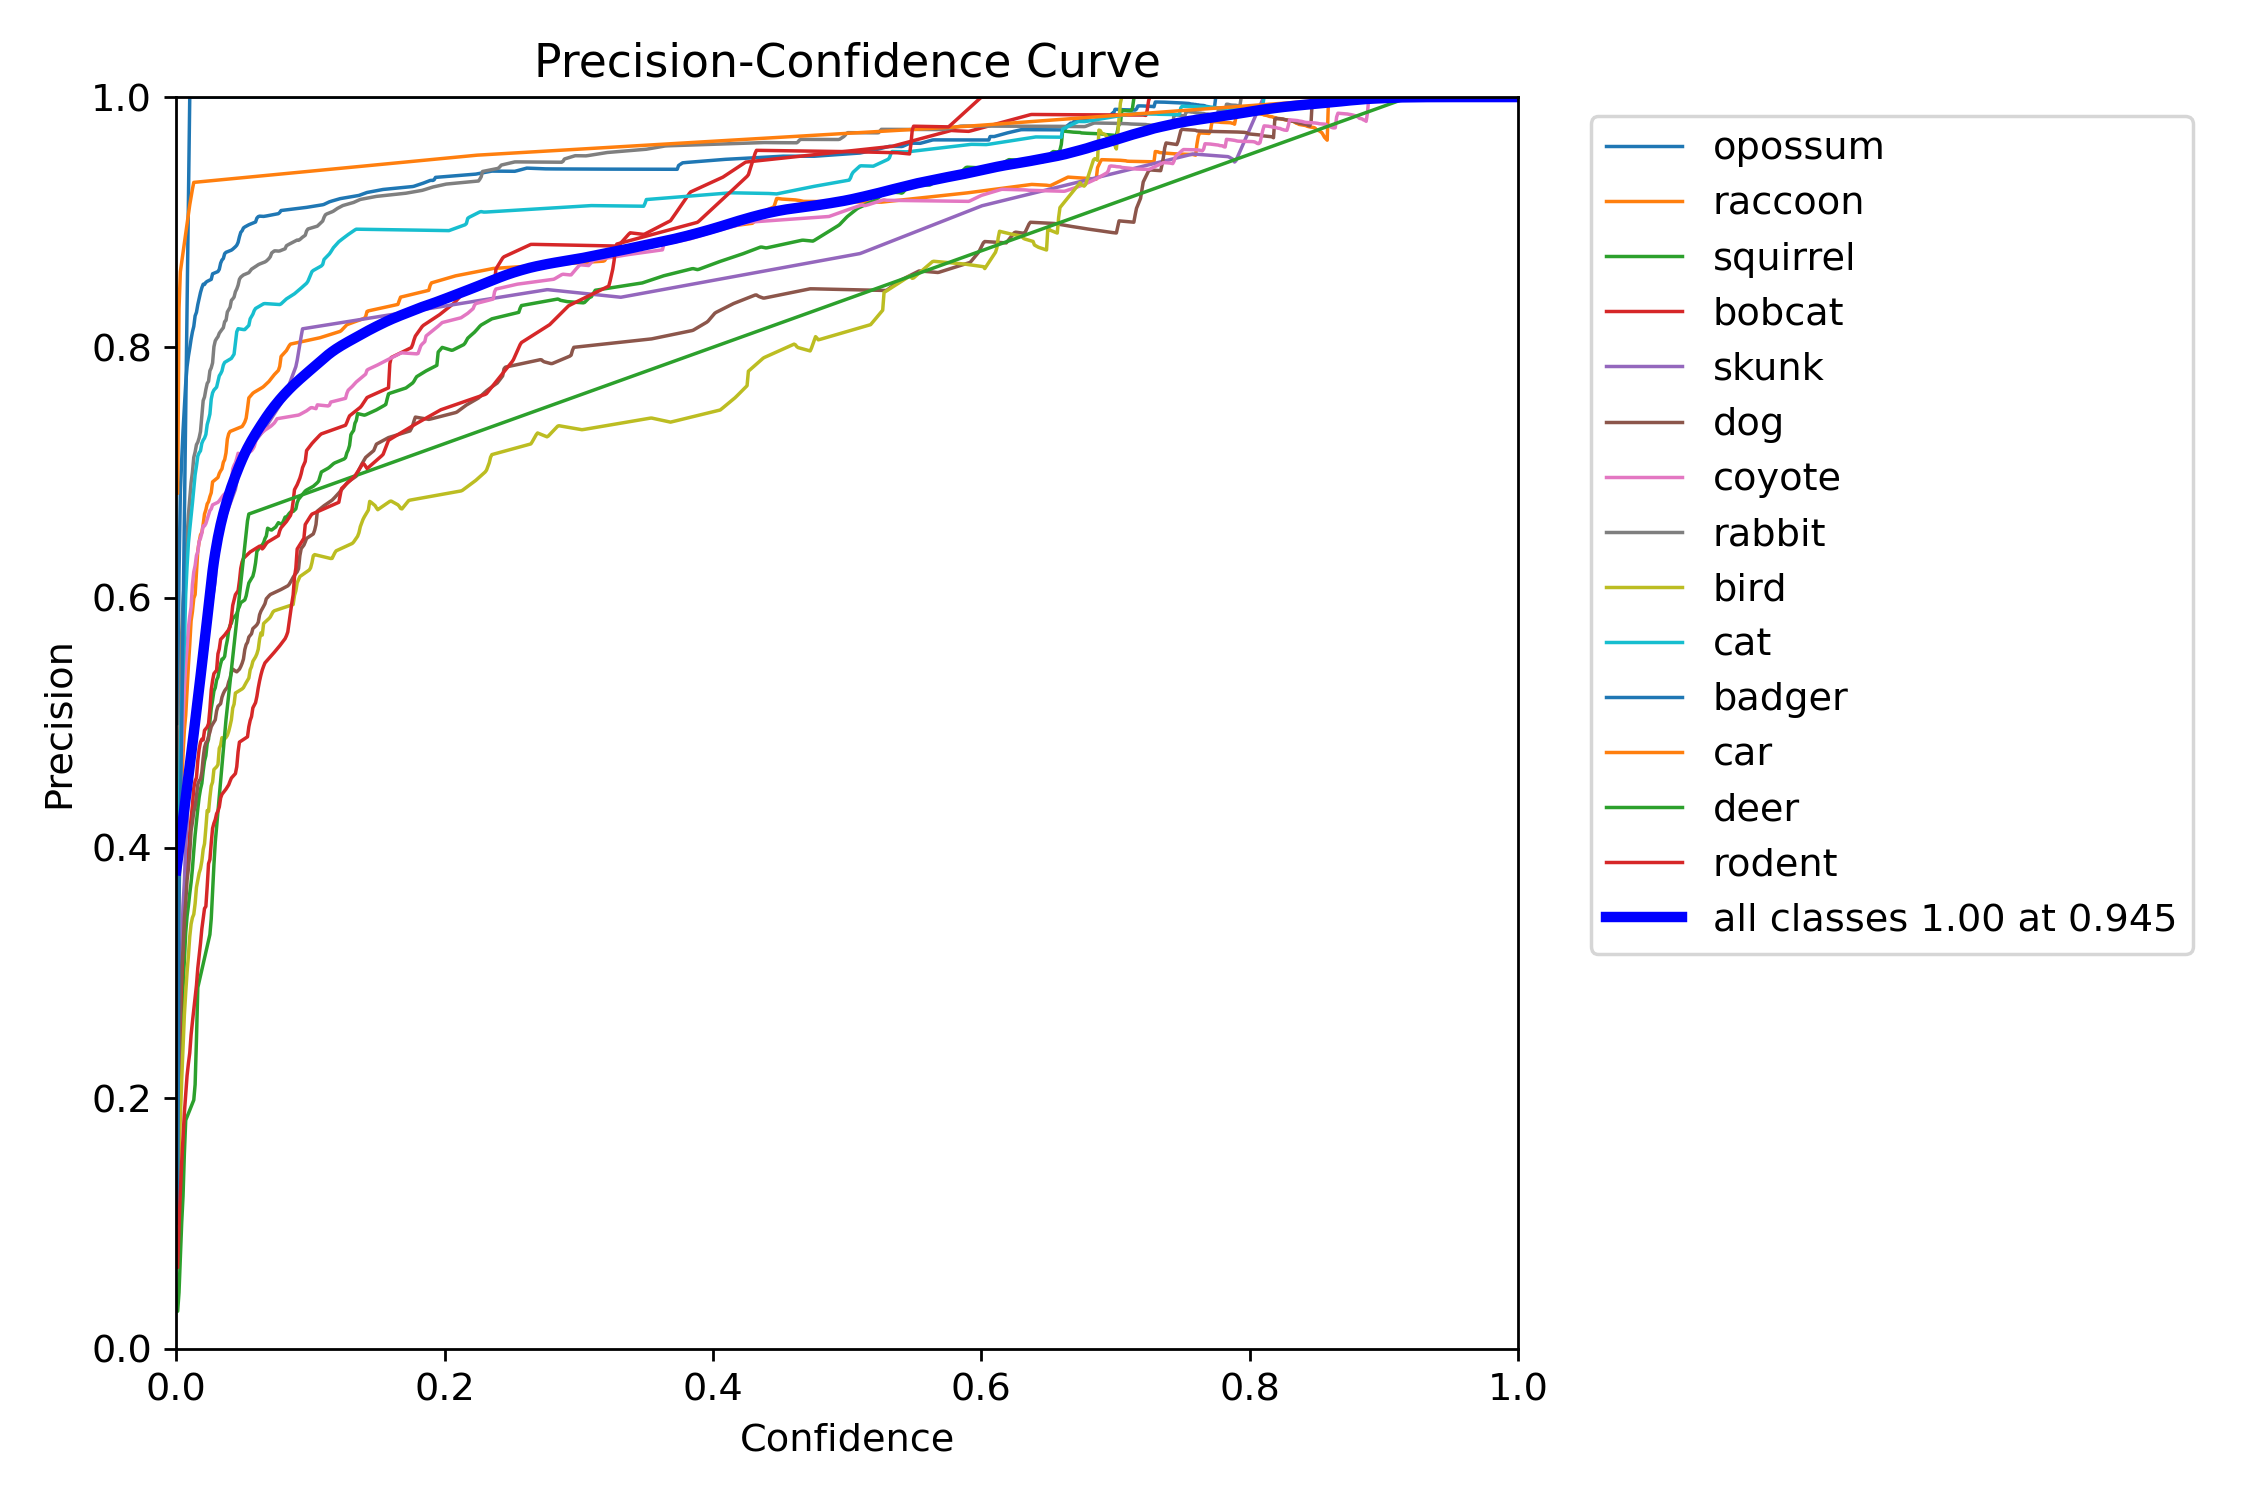 Precision-Confidence Curve
1.0
0.8
0.6
0.4
0.2
0.0
Precision
0.0 0.2 0.4 0.6 0.8 1.0
Confidence
opossum
raccoon
squirrel
bobcat
skunk
dog
coyote
rabbit
bird
cat
badger
car
deer
rodent
all classes 1.00 at 0.945